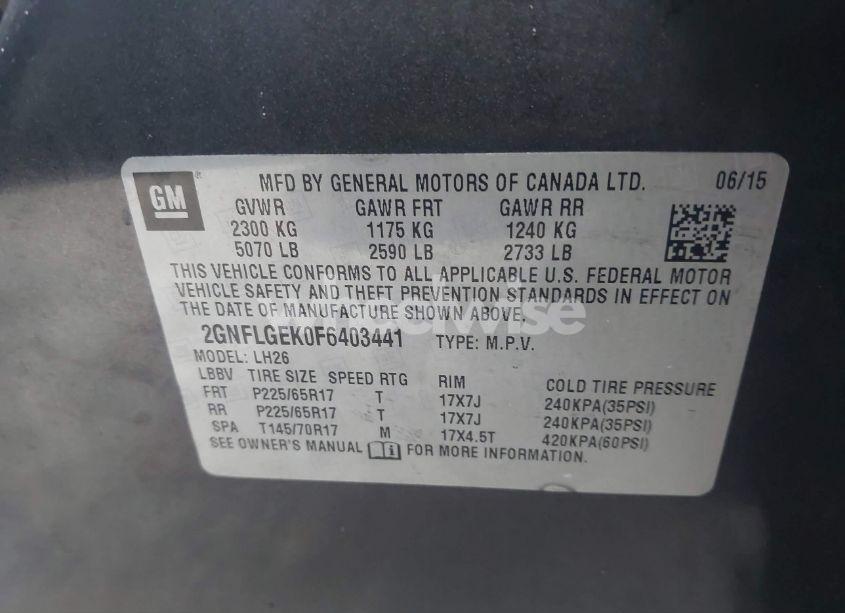 GM MFD BY GENERAL MOTORS OF CANADA LTD. 06/15
GVWR GAWR FRT GAWR RR
2300 KG 1175 KG 1240 KG
5070 LB 2590 LB 2733 LB
THIS VEHICLE CONFORMS TO ALL APPLICABLE U.S. FEDERAL MOTOR
VEHICLE SAFETY AND THEFT PREVENTION STANDARDS IN EFFECT ON
THE DATE OF MANUFACTURE SHOWN ABOVE.
2GNFLGEK0F6403441 TYPE: M.P.V.
MODEL: LH26
LBBV TIRE SIZE SPEED RTG RIM COLD TIRE PRESSURE
FRT P225/65R17 T 17X7J 240KPA(35PSI)
RR P225/65R17 T 17X7J 240KPA(35PSI)
SPA T145/70R17 M 17X4.5T 420KPA(60PSI)
SEE OWNER'S MANUAL FOR MORE INFORMATION.